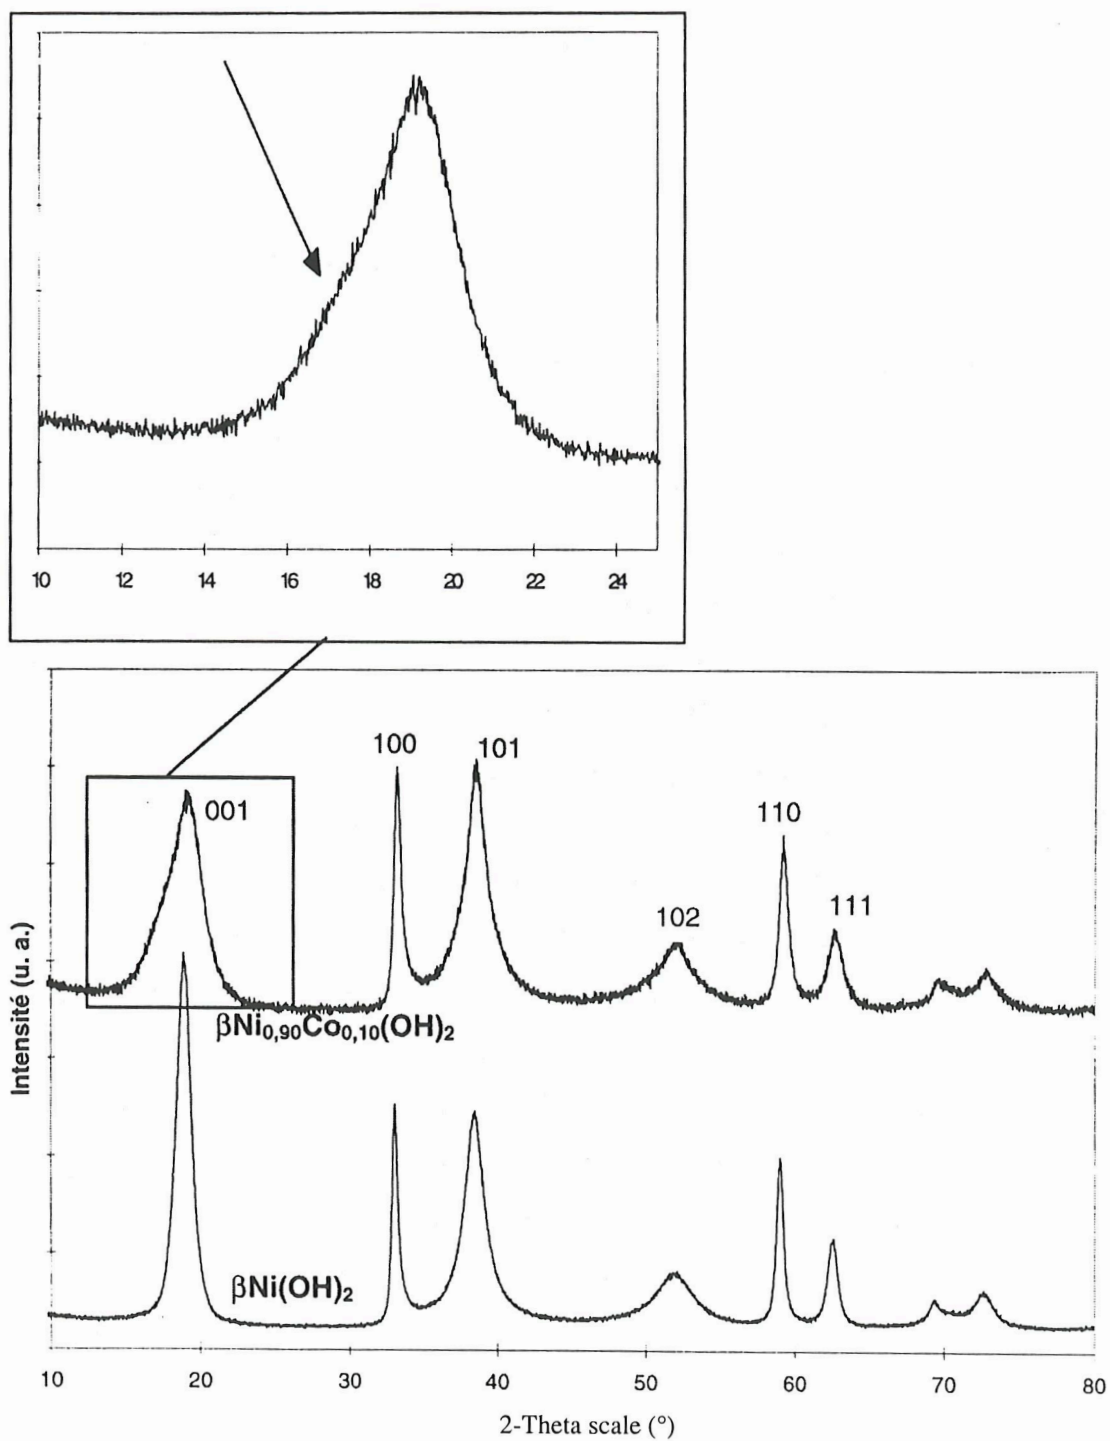 10 12 14 16 18 20 22 24
100 101
001
110
111
102
βNi0,90Co0,10(OH)2
Intensité (u. a.)
βNi(OH)2
10 20 30 40 50 60 70 80
2-Theta scale (°)